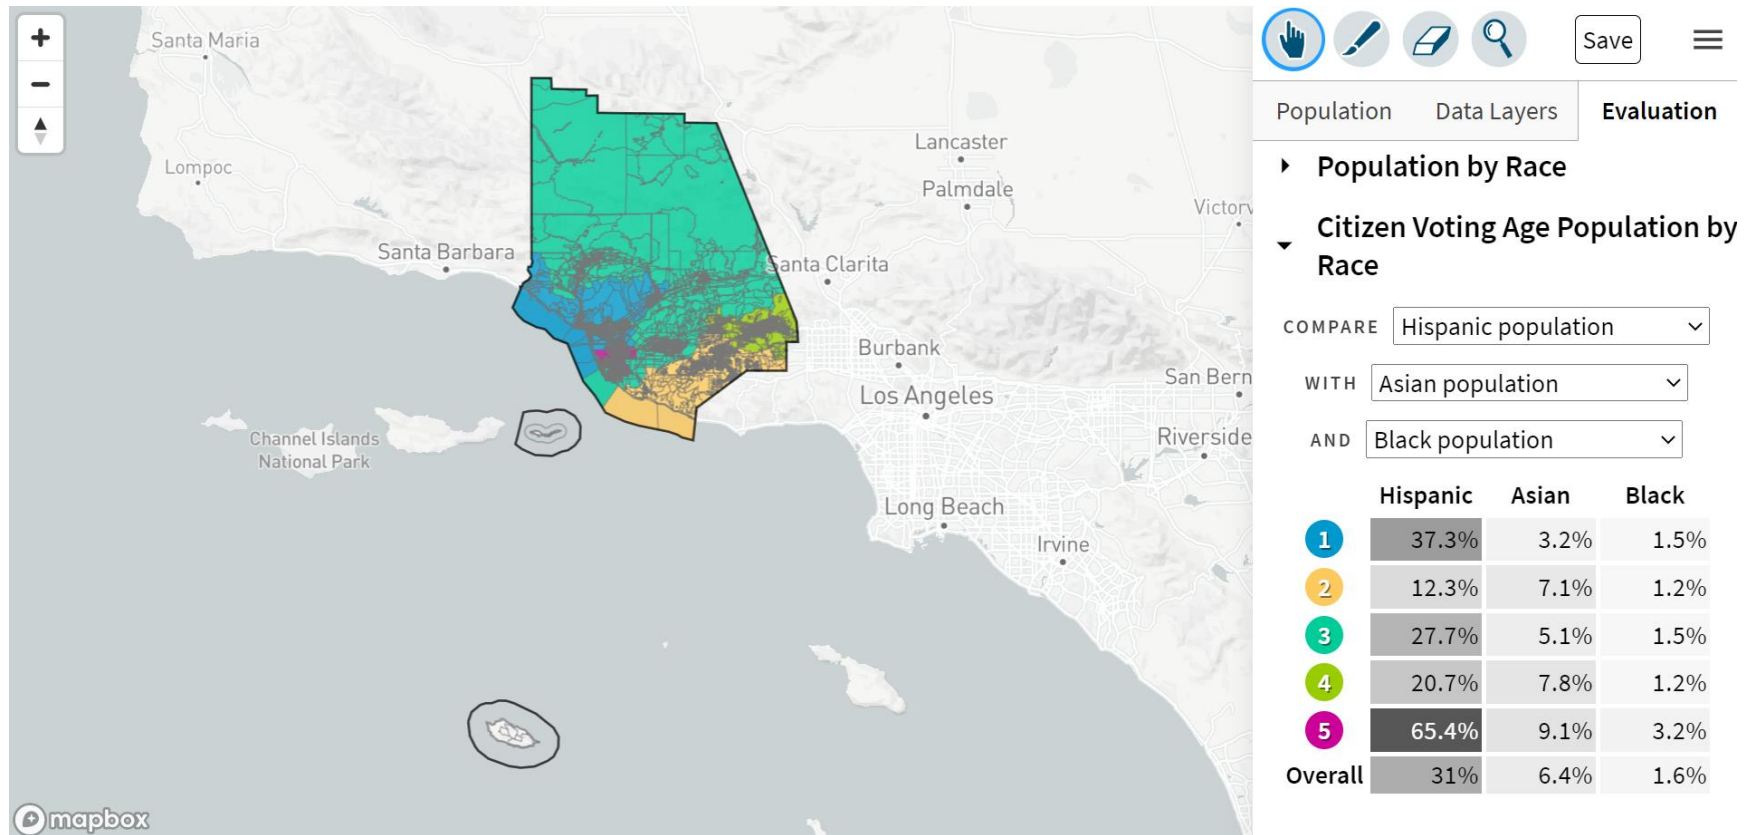 Santa Maria
Lompoc
Santa Barbara
Lancaster
Palmdale
Victorv
Santa Clarita
Burbank
Los Angeles
San Bern
Riverside
Channel Islands
National Park
Long Beach
Irvine
mapbox
Save
Population Data Layers Evaluation
Population by Race
Citizen Voting Age Population by
Race
COMPARE Hispanic population
WITH Asian population
AND Black population
Hispanic Asian Black
1 37.3% 3.2% 1.5%
2 12.3% 7.1% 1.2%
3 27.7% 5.1% 1.5%
4 20.7% 7.8% 1.2%
5 65.4% 9.1% 3.2%
Overall 31% 6.4% 1.6%